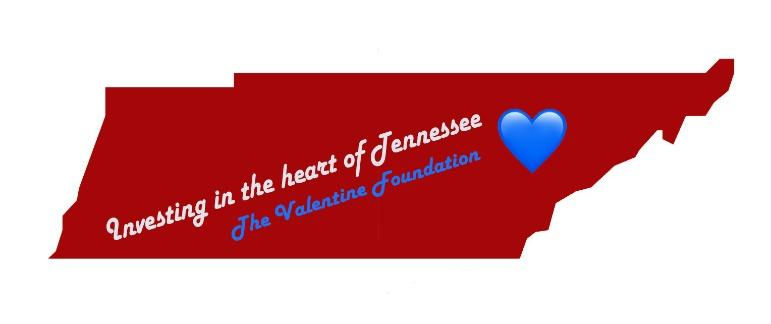 Investing in the heart of Tennessee
The Valentine Foundation